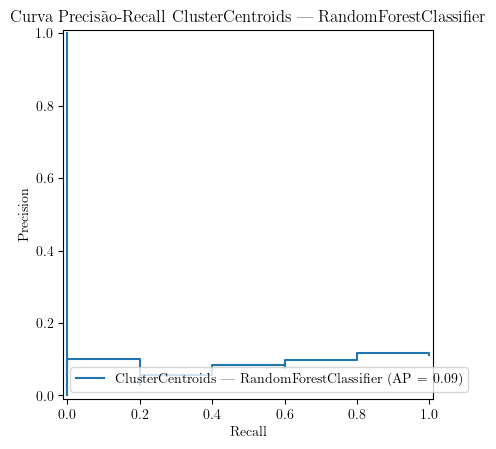 Curva Precisão-Recall ClusterCentroids — RandomForestClassifier
1.0
0.8
0.6
0.4
0.2
0.0
Precision
ClusterCentroids — RandomForestClassifier (AP = 0.09)
0.0 0.2 0.4 0.6 0.8 1.0
Recall